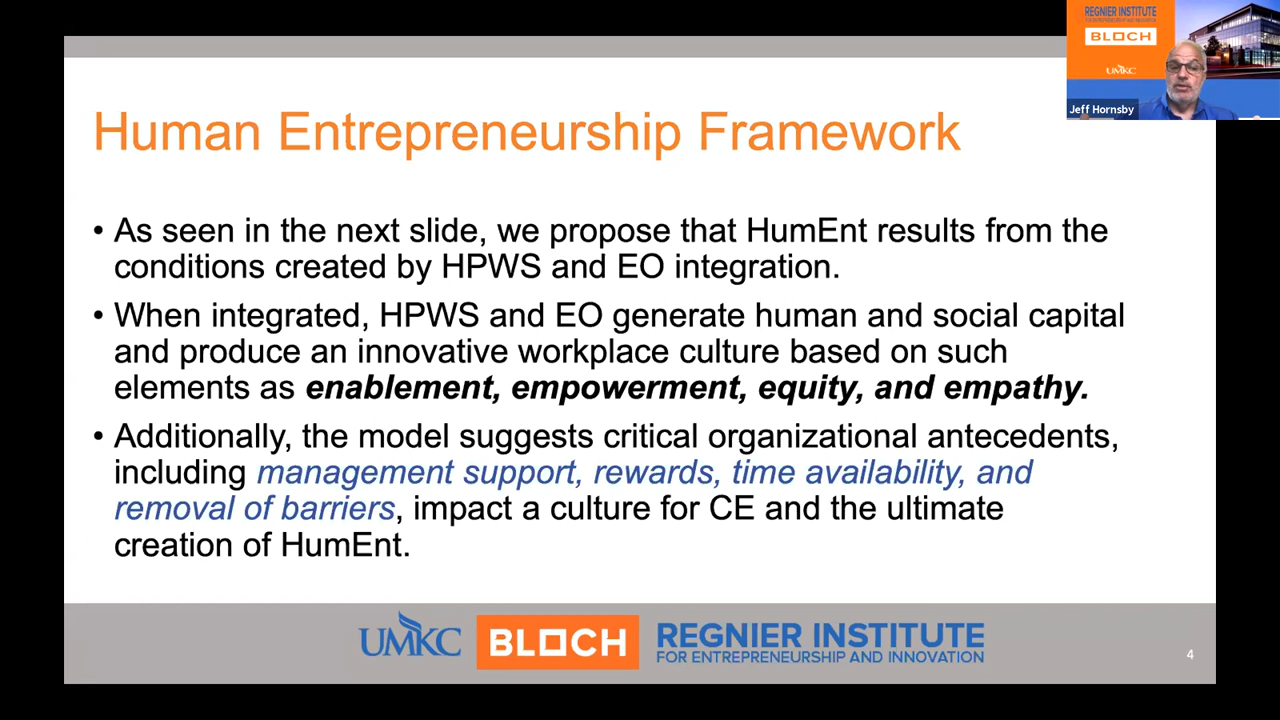 REGNIER INSTITUTE
FOR ENTREPRENEURSHIP AND INNOVATION
BLOCH
UMKC
Jeff Hornsby
Human Entrepreneurship Framework
• As seen in the next slide, we propose that HumEnt results from the
conditions created by HPWS and EO integration.
• When integrated, HPWS and EO generate human and social capital
and produce an innovative workplace culture based on such
elements as enablement, empowerment, equity, and empathy.
• Additionally, the model suggests critical organizational antecedents,
including management support, rewards, time availability, and
removal of barriers, impact a culture for CE and the ultimate
creation of HumEnt.
UMKC BLOCH REGNIER INSTITUTE
FOR ENTREPRENEURSHIP AND INNOVATION
4